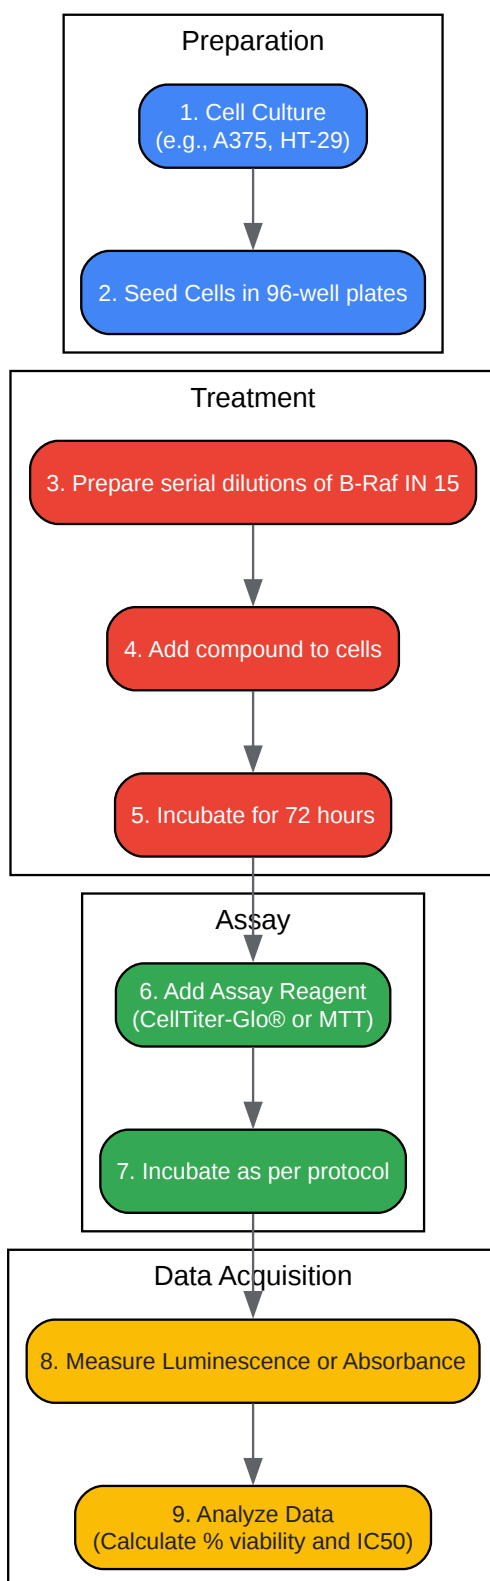 Preparation
1. Cell Culture
(e.g., A375, HT-29)
2. Seed Cells in 96-well plates
Treatment
3. Prepare serial dilutions of B-Raf IN 15
4. Add compound to cells
5. Incubate for 72 hours
Assay
6. Add Assay Reagent
(CellTiter-Glo® or MTT)
7. Incubate as per protocol
Data Acquisition
8. Measure Luminescence or Absorbance
9. Analyze Data
(Calculate % viability and IC50)